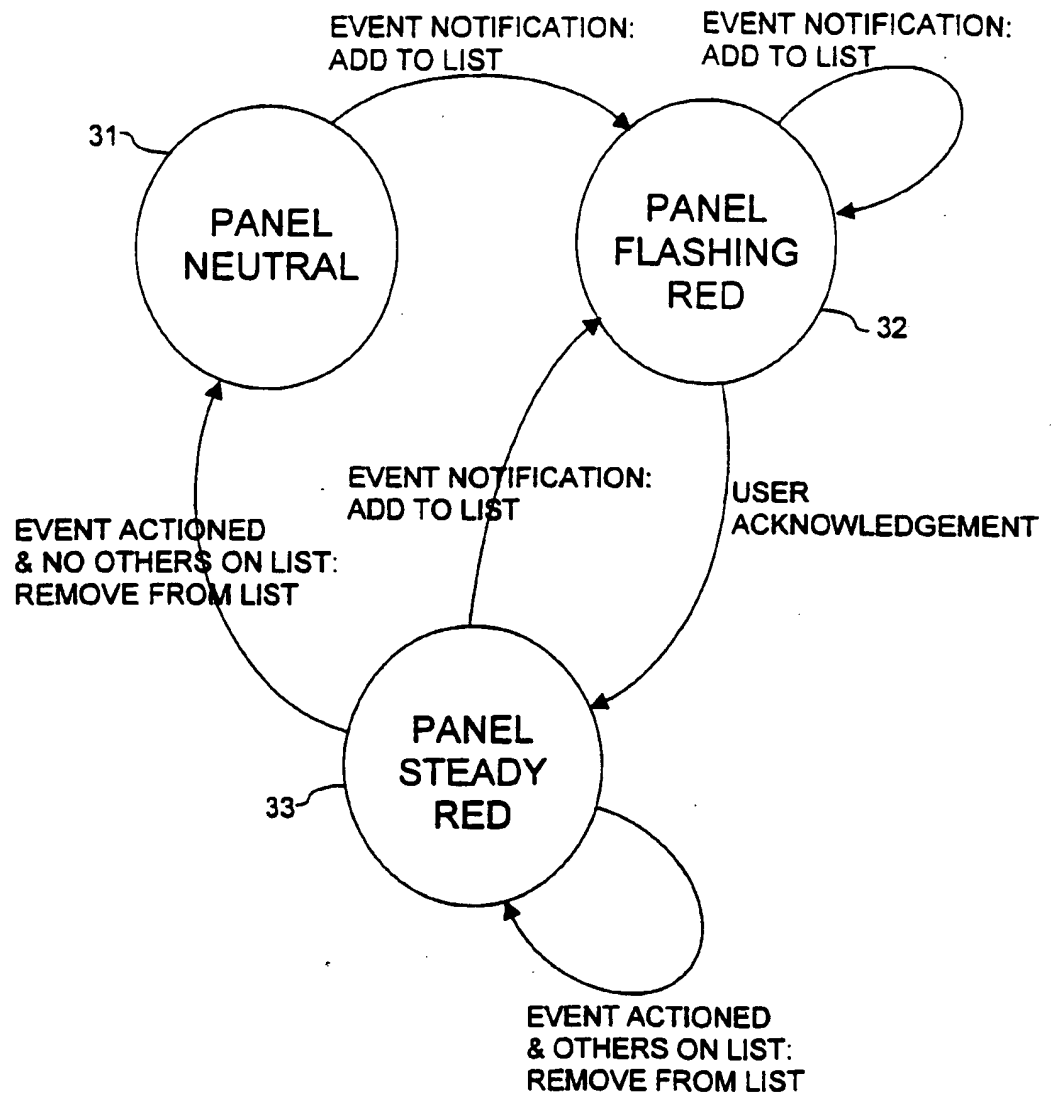 EVENT NOTIFICATION:
ADD TO LIST
EVENT NOTIFICATION:
ADD TO LIST
31
PANEL
NEUTRAL
PANEL
FLASHING
RED
32
EVENT NOTIFICATION:
ADD TO LIST
USER
ACKNOWLEDGEMENT
EVENT ACTIONED
& NO OTHERS ON LIST:
REMOVE FROM LIST
PANEL
STEADY
RED
33
EVENT ACTIONED
& OTHERS ON LIST:
REMOVE FROM LIST